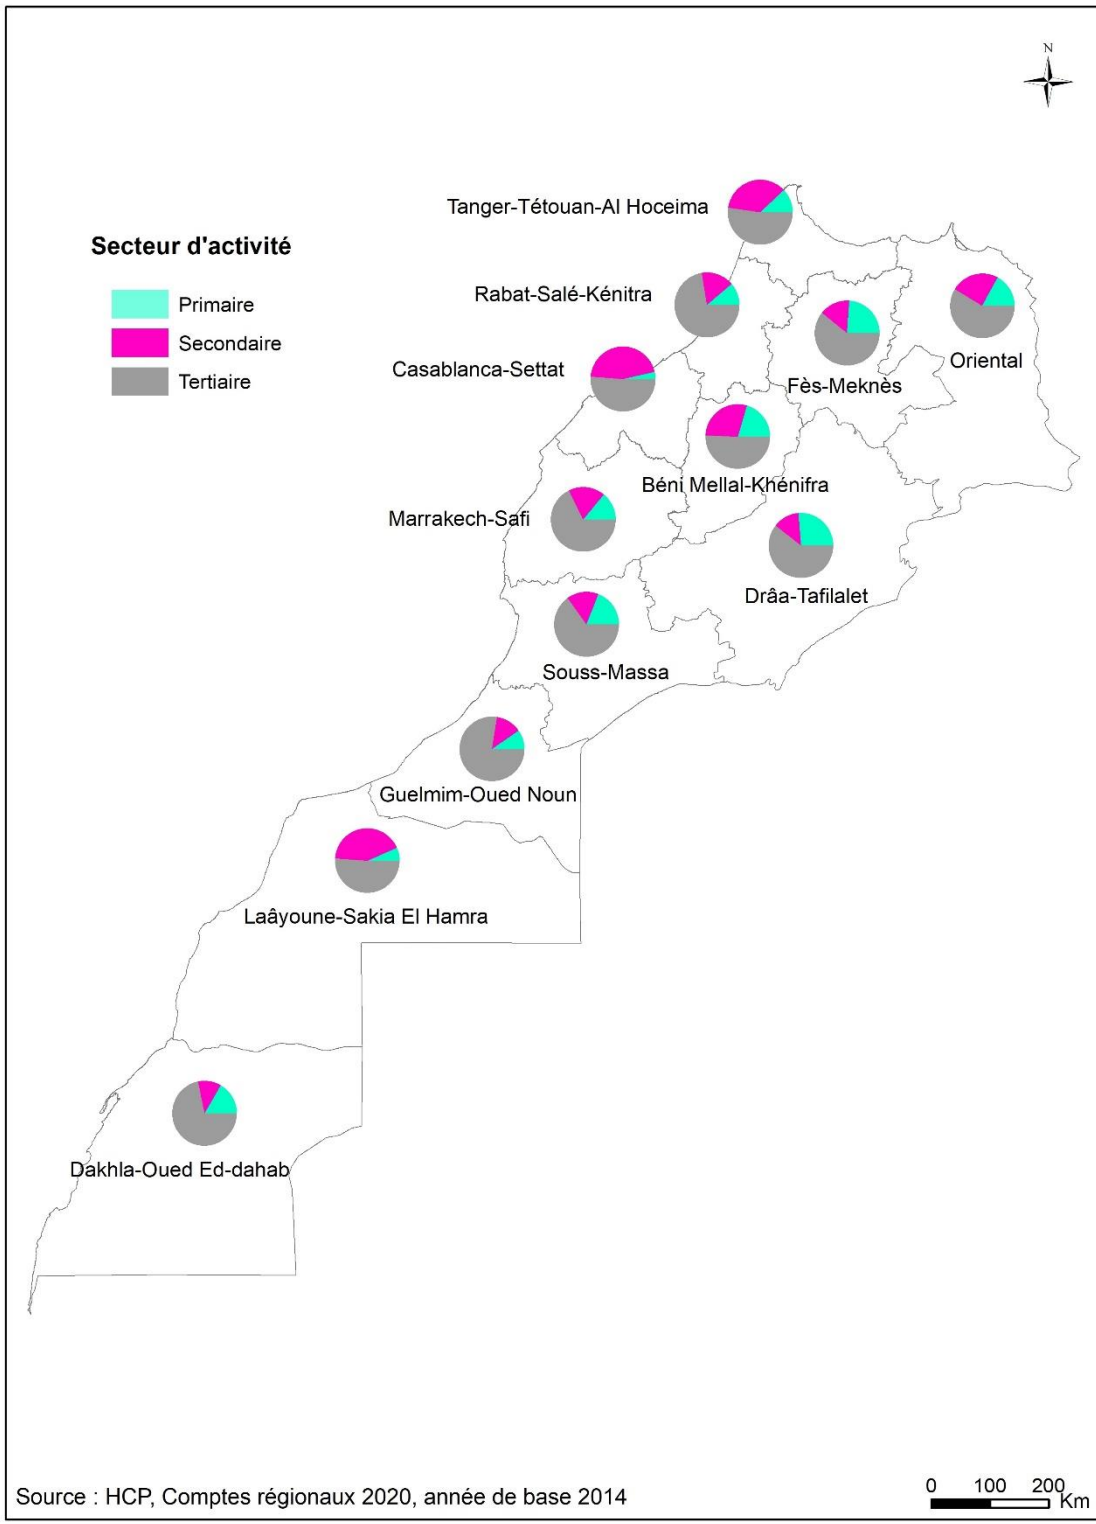 N
Tanger-Tétouan-Al Hoceima
Secteur d'activité
Primaire
Secondaire
Tertiaire
Rabat-Salé-Kénitra
Oriental
Casablanca-Settat
Fès-Meknès
Béni Mellal-Khénifra
Marrakech-Safi
Drâa-Tafilalet
Souss-Massa
Guelmim-Oued Noun
Laâyoune-Sakia El Hamra
Dakhla-Oued Ed-dahab
Source : HCP, Comptes régionaux 2020, année de base 2014
0 100 200
Km